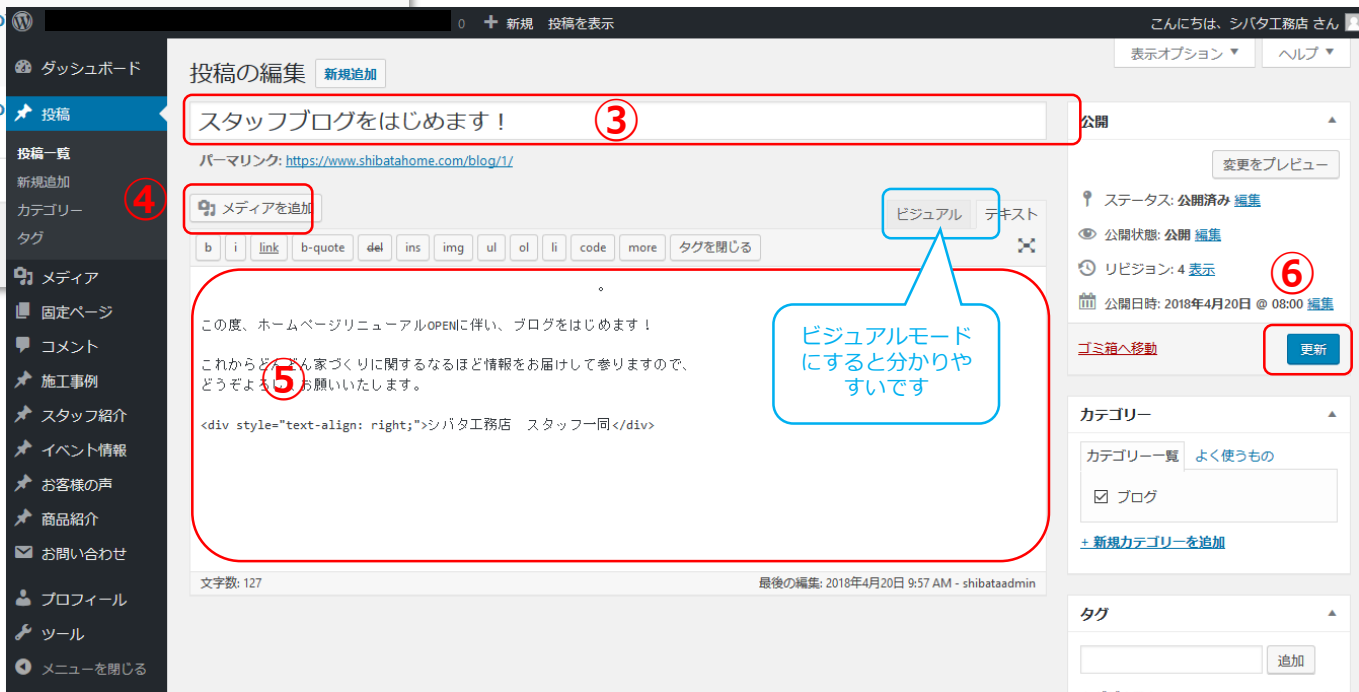 0 新規 投稿を表示 こんにちは、シバタ工務店 さん
表示オプション ヘルプ
ダッシュボード
投稿
投稿一覧
新規追加
カテゴリー
タグ
メディア
固定ページ
コメント
施工事例
スタッフ紹介
イベント情報
お客様の声
商品紹介
お問い合わせ
プロフィール
ツール
メニューを閉じる
投稿の編集 新規追加
スタッフブログをはじめます！ ③
パーマリンク: https://www.shibatahome.com/blog/1/
④
メディアを追加
ビジュアル テキスト
b i link b-quote del ins img ul ol li code more タグを閉じる
。
この度、ホームページリニューアルOPENに伴い、ブログをはじめます！
これからどんどん家づくりに関するなるほど情報をお届けして参りますので、
どうぞよろしくお願いいたします。
⑤
<div style="text-align: right;">シバタ工務店　スタッフ一同</div>
ビジュアルモード
にすると分かりや
すいです
文字数: 127 最後の編集: 2018年4月20日 9:57 AM - shibataadmin
公開
変更をプレビュー
ステータス: 公開済み 編集
公開状態: 公開 編集
リビジョン: 4 表示
⑥
公開日時: 2018年4月20日 @ 08:00 編集
ゴミ箱へ移動 更新
カテゴリー
カテゴリー一覧 よく使うもの
ブログ
+ 新規カテゴリーを追加
タグ
追加